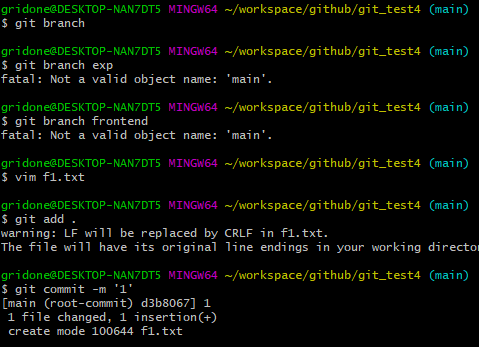 gridone@DESKTOP-NAN7DT5 MINGW64 ~/workspace/github/git_test4 (main)
$ git branch
gridone@DESKTOP-NAN7DT5 MINGW64 ~/workspace/github/git_test4 (main)
$ git branch exp
fatal: Not a valid object name: 'main'.
gridone@DESKTOP-NAN7DT5 MINGW64 ~/workspace/github/git_test4 (main)
$ git branch frontend
fatal: Not a valid object name: 'main'.
gridone@DESKTOP-NAN7DT5 MINGW64 ~/workspace/github/git_test4 (main)
$ vim f1.txt
gridone@DESKTOP-NAN7DT5 MINGW64 ~/workspace/github/git_test4 (main)
$ git add .
warning: LF will be replaced by CRLF in f1.txt.
The file will have its original line endings in your working director
gridone@DESKTOP-NAN7DT5 MINGW64 ~/workspace/github/git_test4 (main)
$ git commit -m '1'
[main (root-commit) d3b8067] 1
1 file changed, 1 insertion(+)
create mode 100644 f1.txt